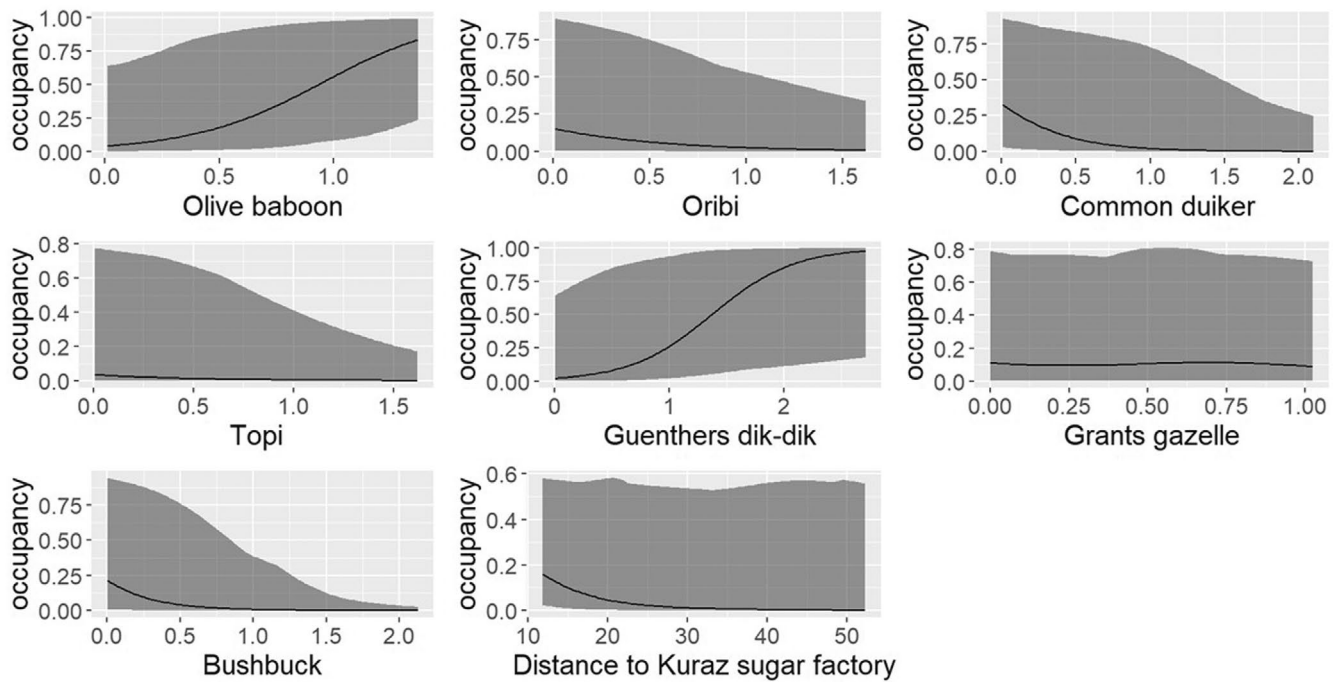 occupancy
1.00
0.75
0.50
0.25
0.00
0.0 0.5 1.0
Olive baboon
occupancy
0.75
0.50
0.25
0.00
0.0 0.5 1.0 1.5
Oribi
occupancy
0.75
0.50
0.25
0.00
0.0 0.5 1.0 1.5 2.0
Common duiker
occupancy
0.8
0.6
0.4
0.2
0.0
0.0 0.5 1.0 1.5
Topi
occupancy
1.00
0.75
0.50
0.25
0.00
0 1 2
Guenthers dik-dik
occupancy
0.8
0.6
0.4
0.2
0.0
0.00 0.25 0.50 0.75 1.00
Grants gazelle
occupancy
0.75
0.50
0.25
0.00
0.0 0.5 1.0 1.5 2.0
Bushbuck
occupancy
0.6
0.4
0.2
0.0
10 20 30 40 50
Distance to Kuraz sugar factory